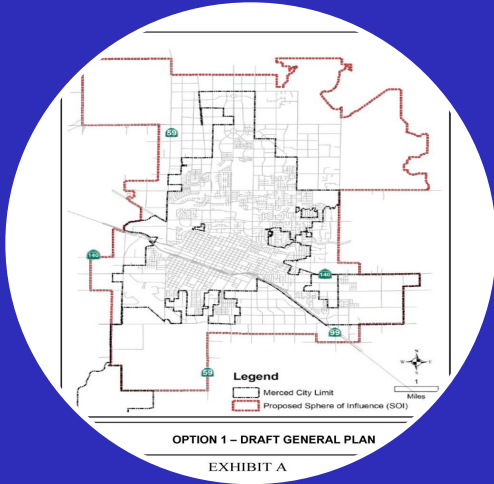 59
140
140
99
59
Legend
Merced City Limit
Proposed Sphere of Influence (SOI)
W E
S
1
Miles
OPTION 1 – DRAFT GENERAL PLAN
EXHIBIT A